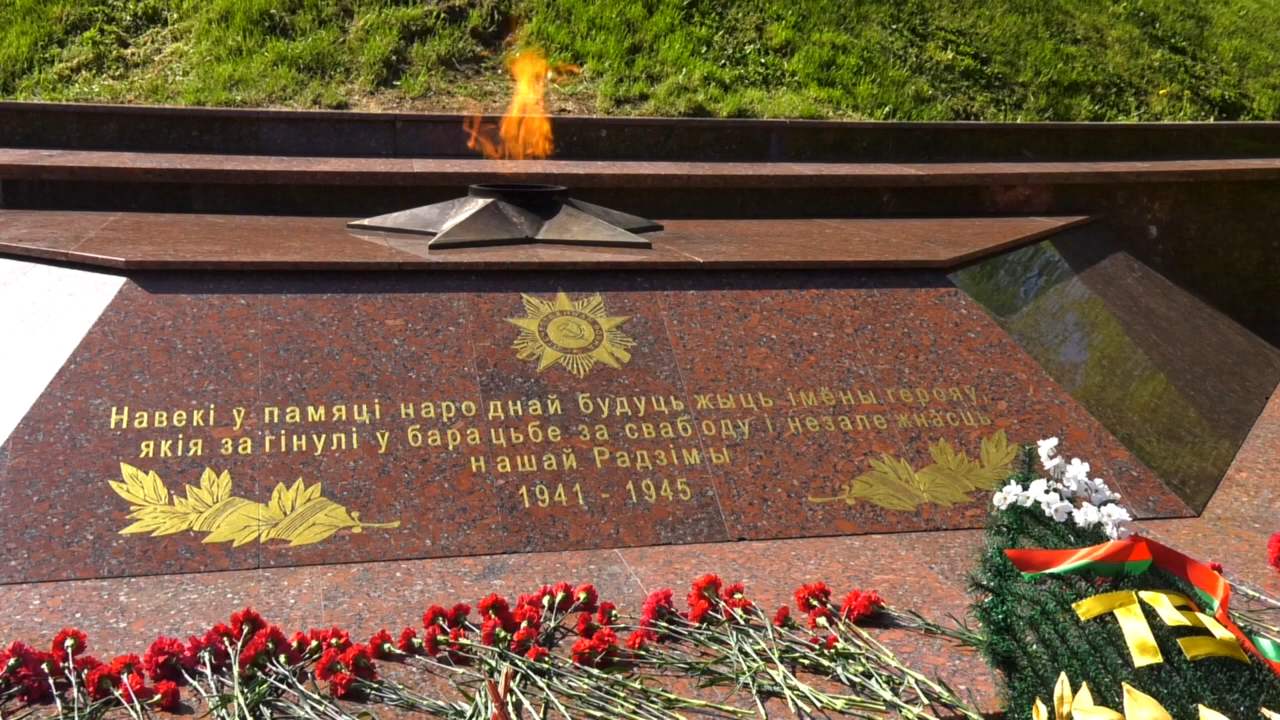 Навекі ў памяці народнай будуць жыць імёны герояў,
якія загінулі ў барацьбе за свабоду і незалежнасць
нашай Радзімы
1941 - 1945